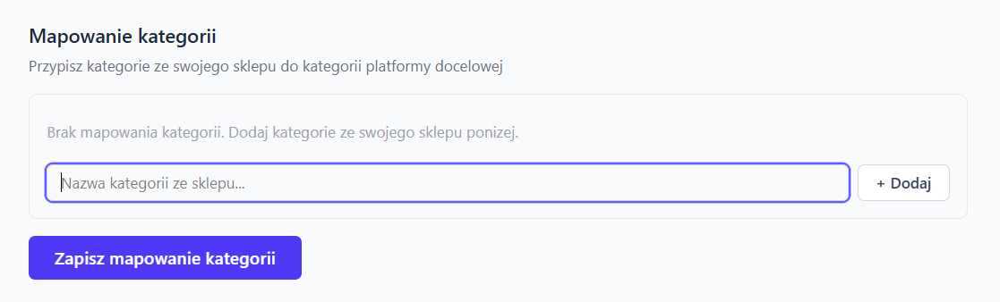 Mapowanie kategorii
Przypisz kategorie ze swojego sklepu do kategorii platformy docelowej
Brak mapowania kategorii. Dodaj kategorie ze swojego sklepu ponizej.
Nazwa kategorii ze sklepu...
+ Dodaj
Zapisz mapowanie kategorii